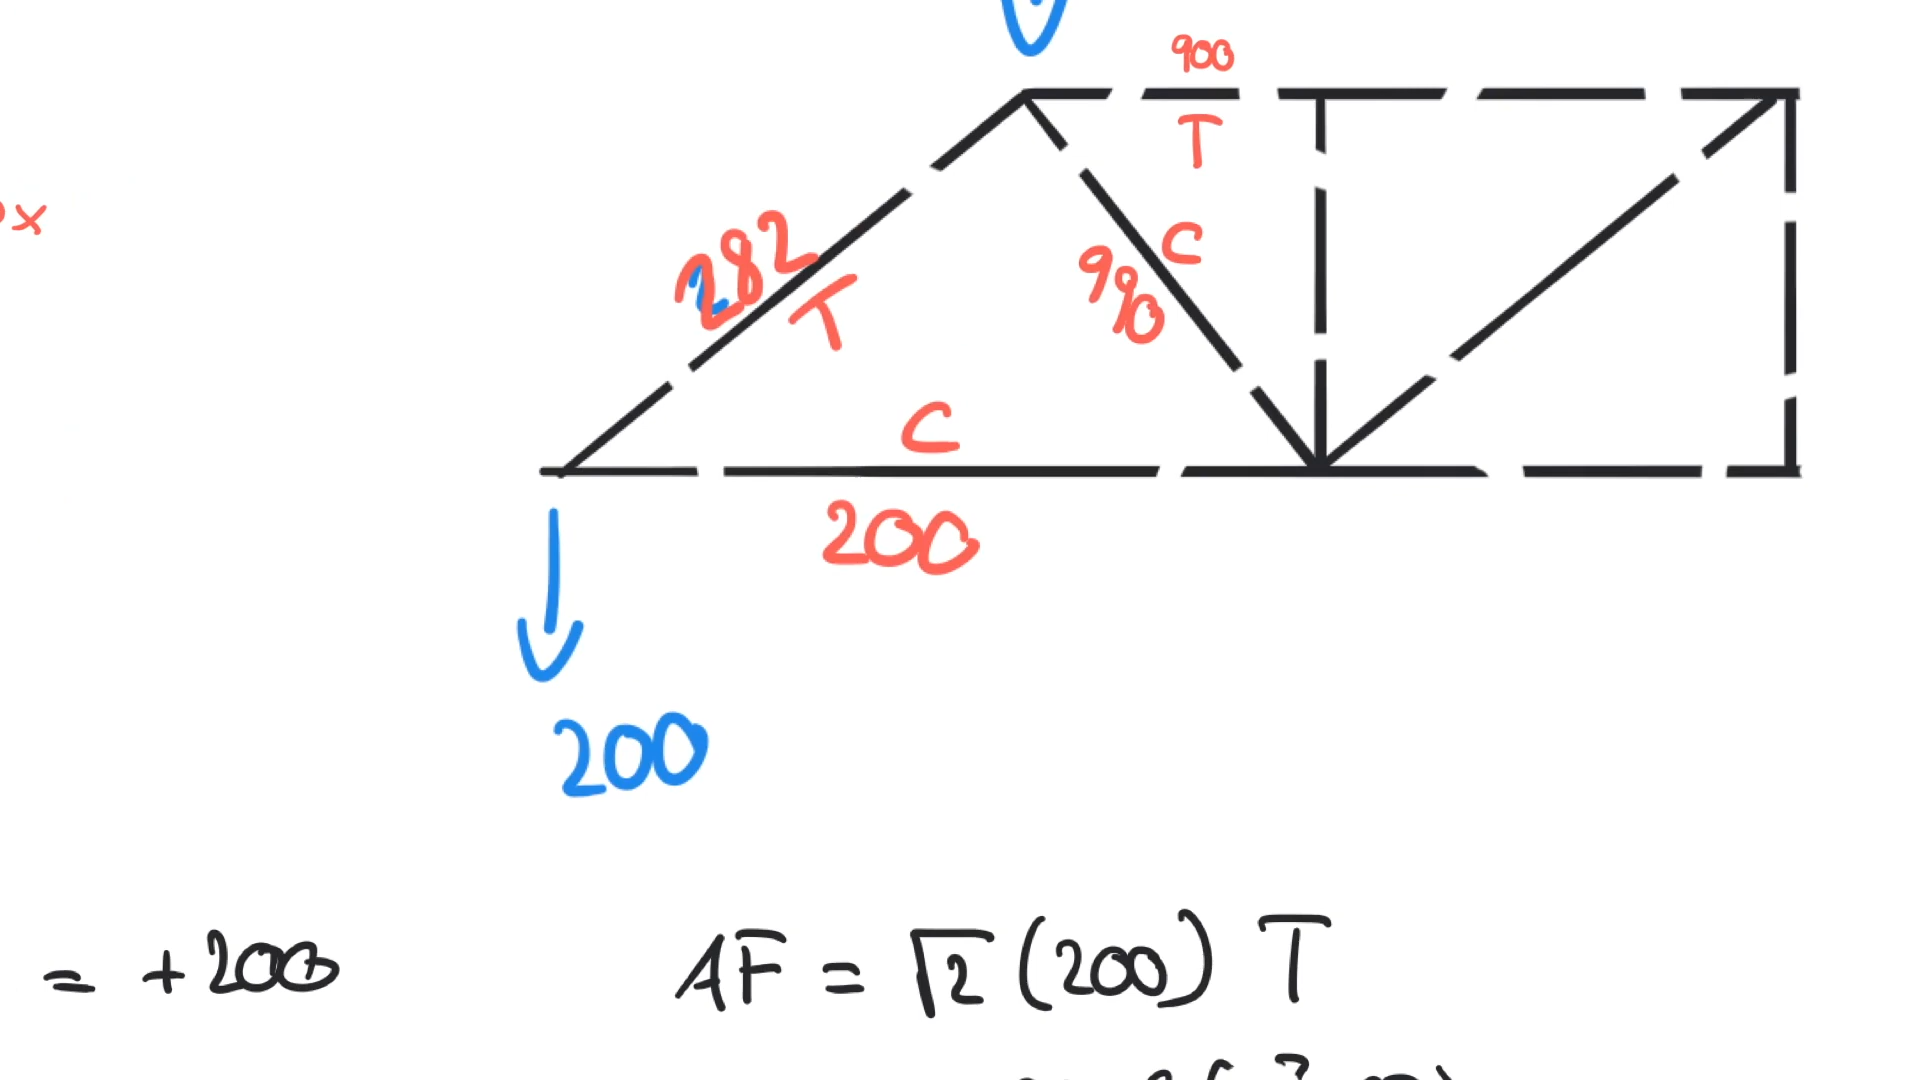 900
T
x
282
T
C
990
C
200
200
= +200
AF = √2 (200) T